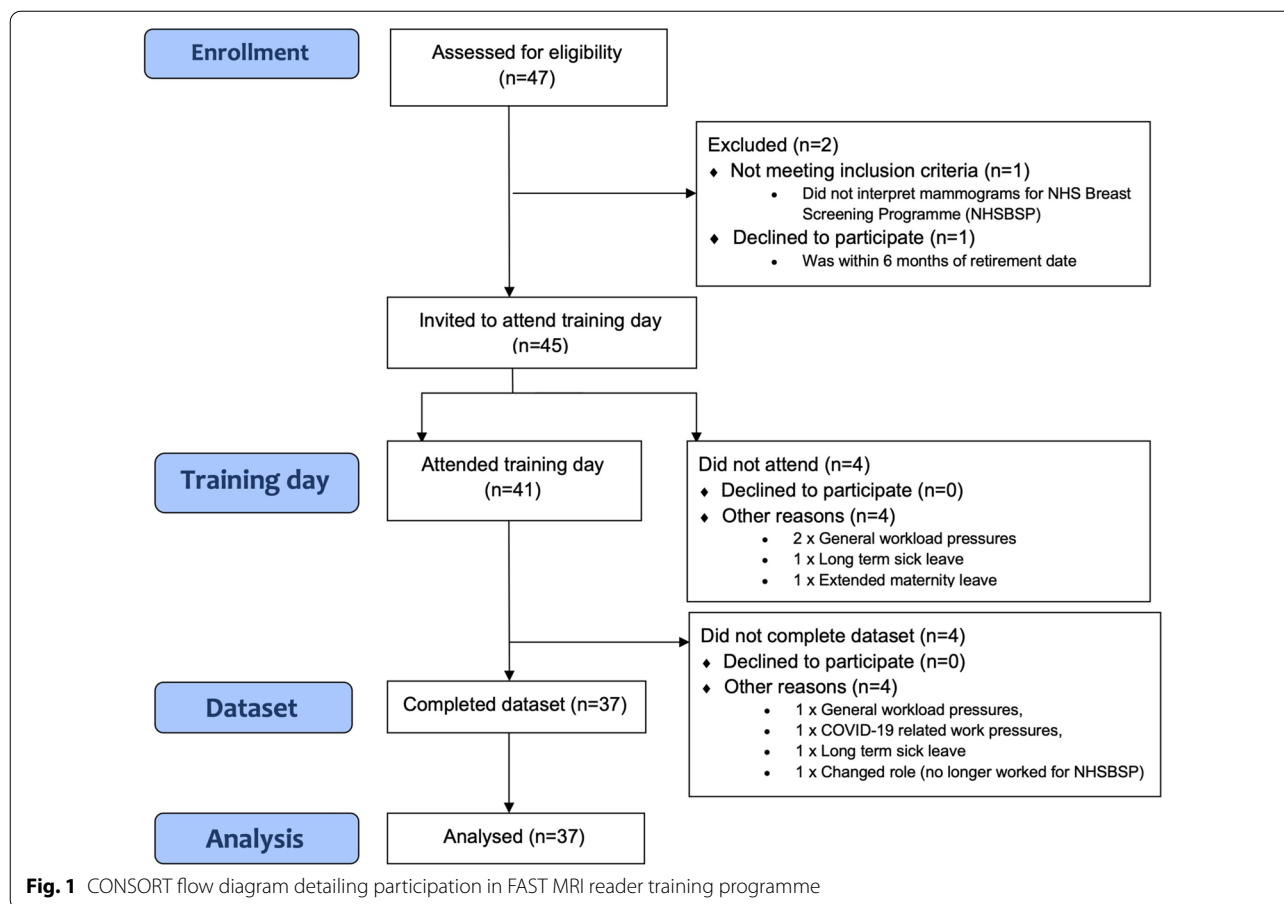 Enrollment
Assessed for eligibility
(n=47)
Excluded (n=2)
♦ Not meeting inclusion criteria (n=1)
• Did not interpret mammograms for NHS Breast
Screening Programme (NHSBSP)
♦ Declined to participate (n=1)
• Was within 6 months of retirement date
Invited to attend training day
(n=45)
Training day
Attended training day
(n=41)
Did not attend (n=4)
♦ Declined to participate (n=0)
♦ Other reasons (n=4)
• 2 x General workload pressures
• 1 x Long term sick leave
• 1 x Extended maternity leave
Did not complete dataset (n=4)
♦ Declined to participate (n=0)
♦ Other reasons (n=4)
• 1 x General workload pressures,
• 1 x COVID-19 related work pressures,
• 1 x Long term sick leave
• 1 x Changed role (no longer worked for NHSBSP)
Dataset
Completed dataset (n=37)
Analysis
Analysed (n=37)
Fig. 1 CONSORT flow diagram detailing participation in FAST MRI reader training programme